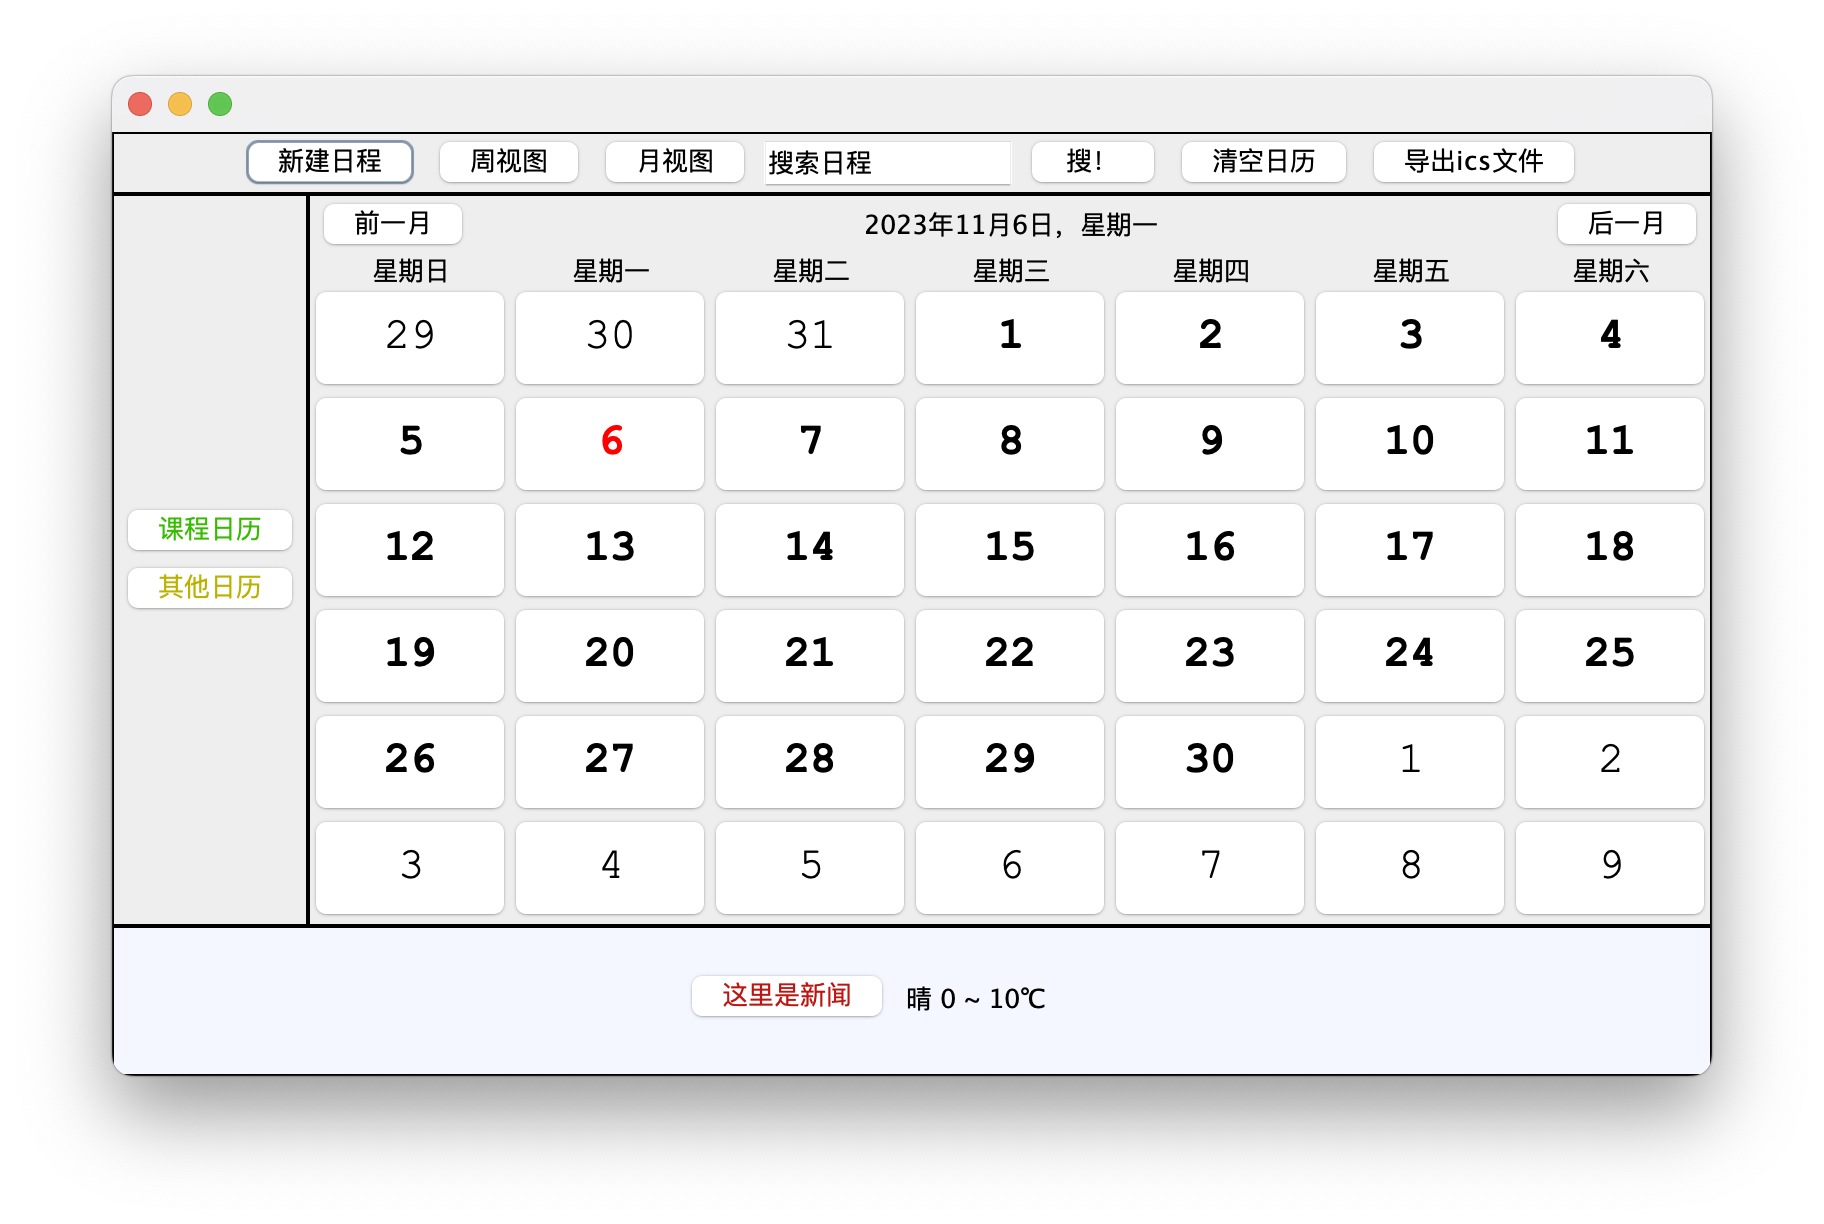 新建日程 周视图 月视图 搜索日程 搜! 清空日历 导出ics文件
前一月 2023年11月6日，星期一 后一月
星期日 星期一 星期二 星期三 星期四 星期五 星期六
29 30 31 1 2 3 4
5 6 7 8 9 10 11
12 13 14 15 16 17 18
19 20 21 22 23 24 25
26 27 28 29 30 1 2
3 4 5 6 7 8 9
课程日历
其他日历
这里是新闻 晴 0 ~ 10℃